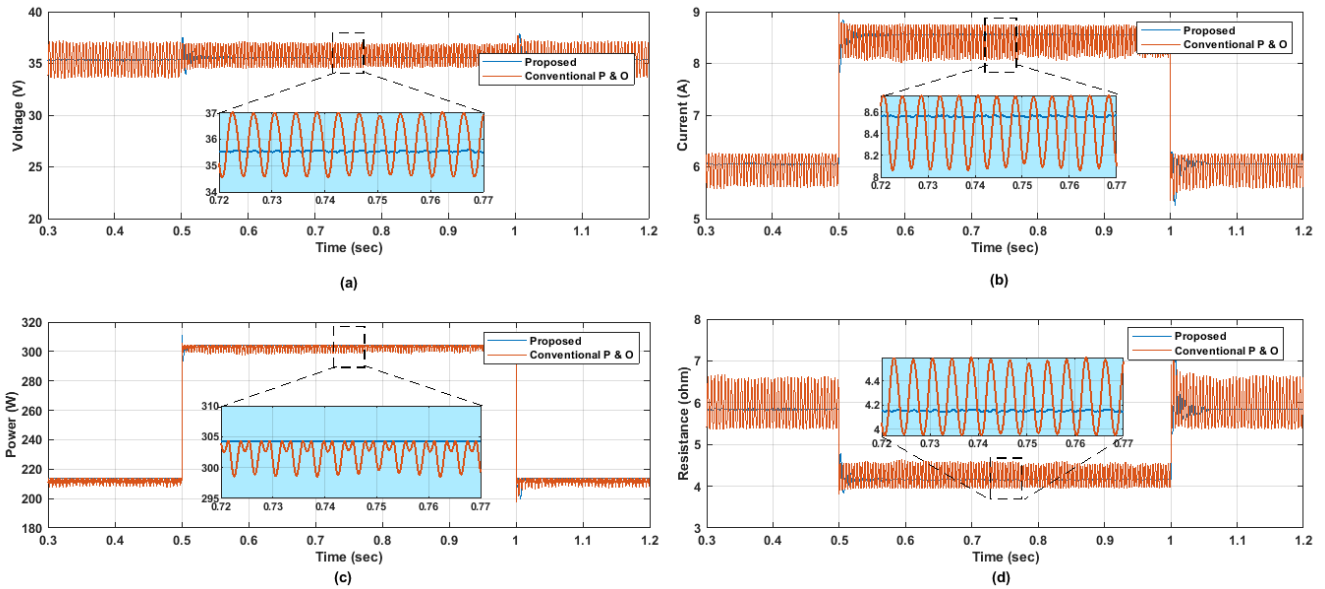 40
35
30
25
20
Voltage (V)
Proposed
Conventional P & O
37
36
35
34
0.72 0.73 0.74 0.75 0.76 0.77
0.3 0.4 0.5 0.6 0.7 0.8 0.9 1 1.1 1.2
Time (sec)
(a)
9
8
7
6
5
Current (A)
Proposed
Conventional P & O
8.6
8.4
8.2
8
0.72 0.73 0.74 0.75 0.76 0.77
0.3 0.4 0.5 0.6 0.7 0.8 0.9 1 1.1 1.2
Time (sec)
(b)
320
300
280
260
240
220
200
180
Power (W)
Proposed
Conventional P & O
310
305
300
295
0.72 0.73 0.74 0.75 0.76 0.77
0.3 0.4 0.5 0.6 0.7 0.8 0.9 1 1.1 1.2
Time (sec)
(c)
8
7
6
5
4
3
Resistance (ohm)
Proposed
Conventional P & O
4.4
4.2
4
0.72 0.73 0.74 0.75 0.76 0.77
0.3 0.4 0.5 0.6 0.7 0.8 0.9 1 1.1 1.2
Time (sec)
(d)